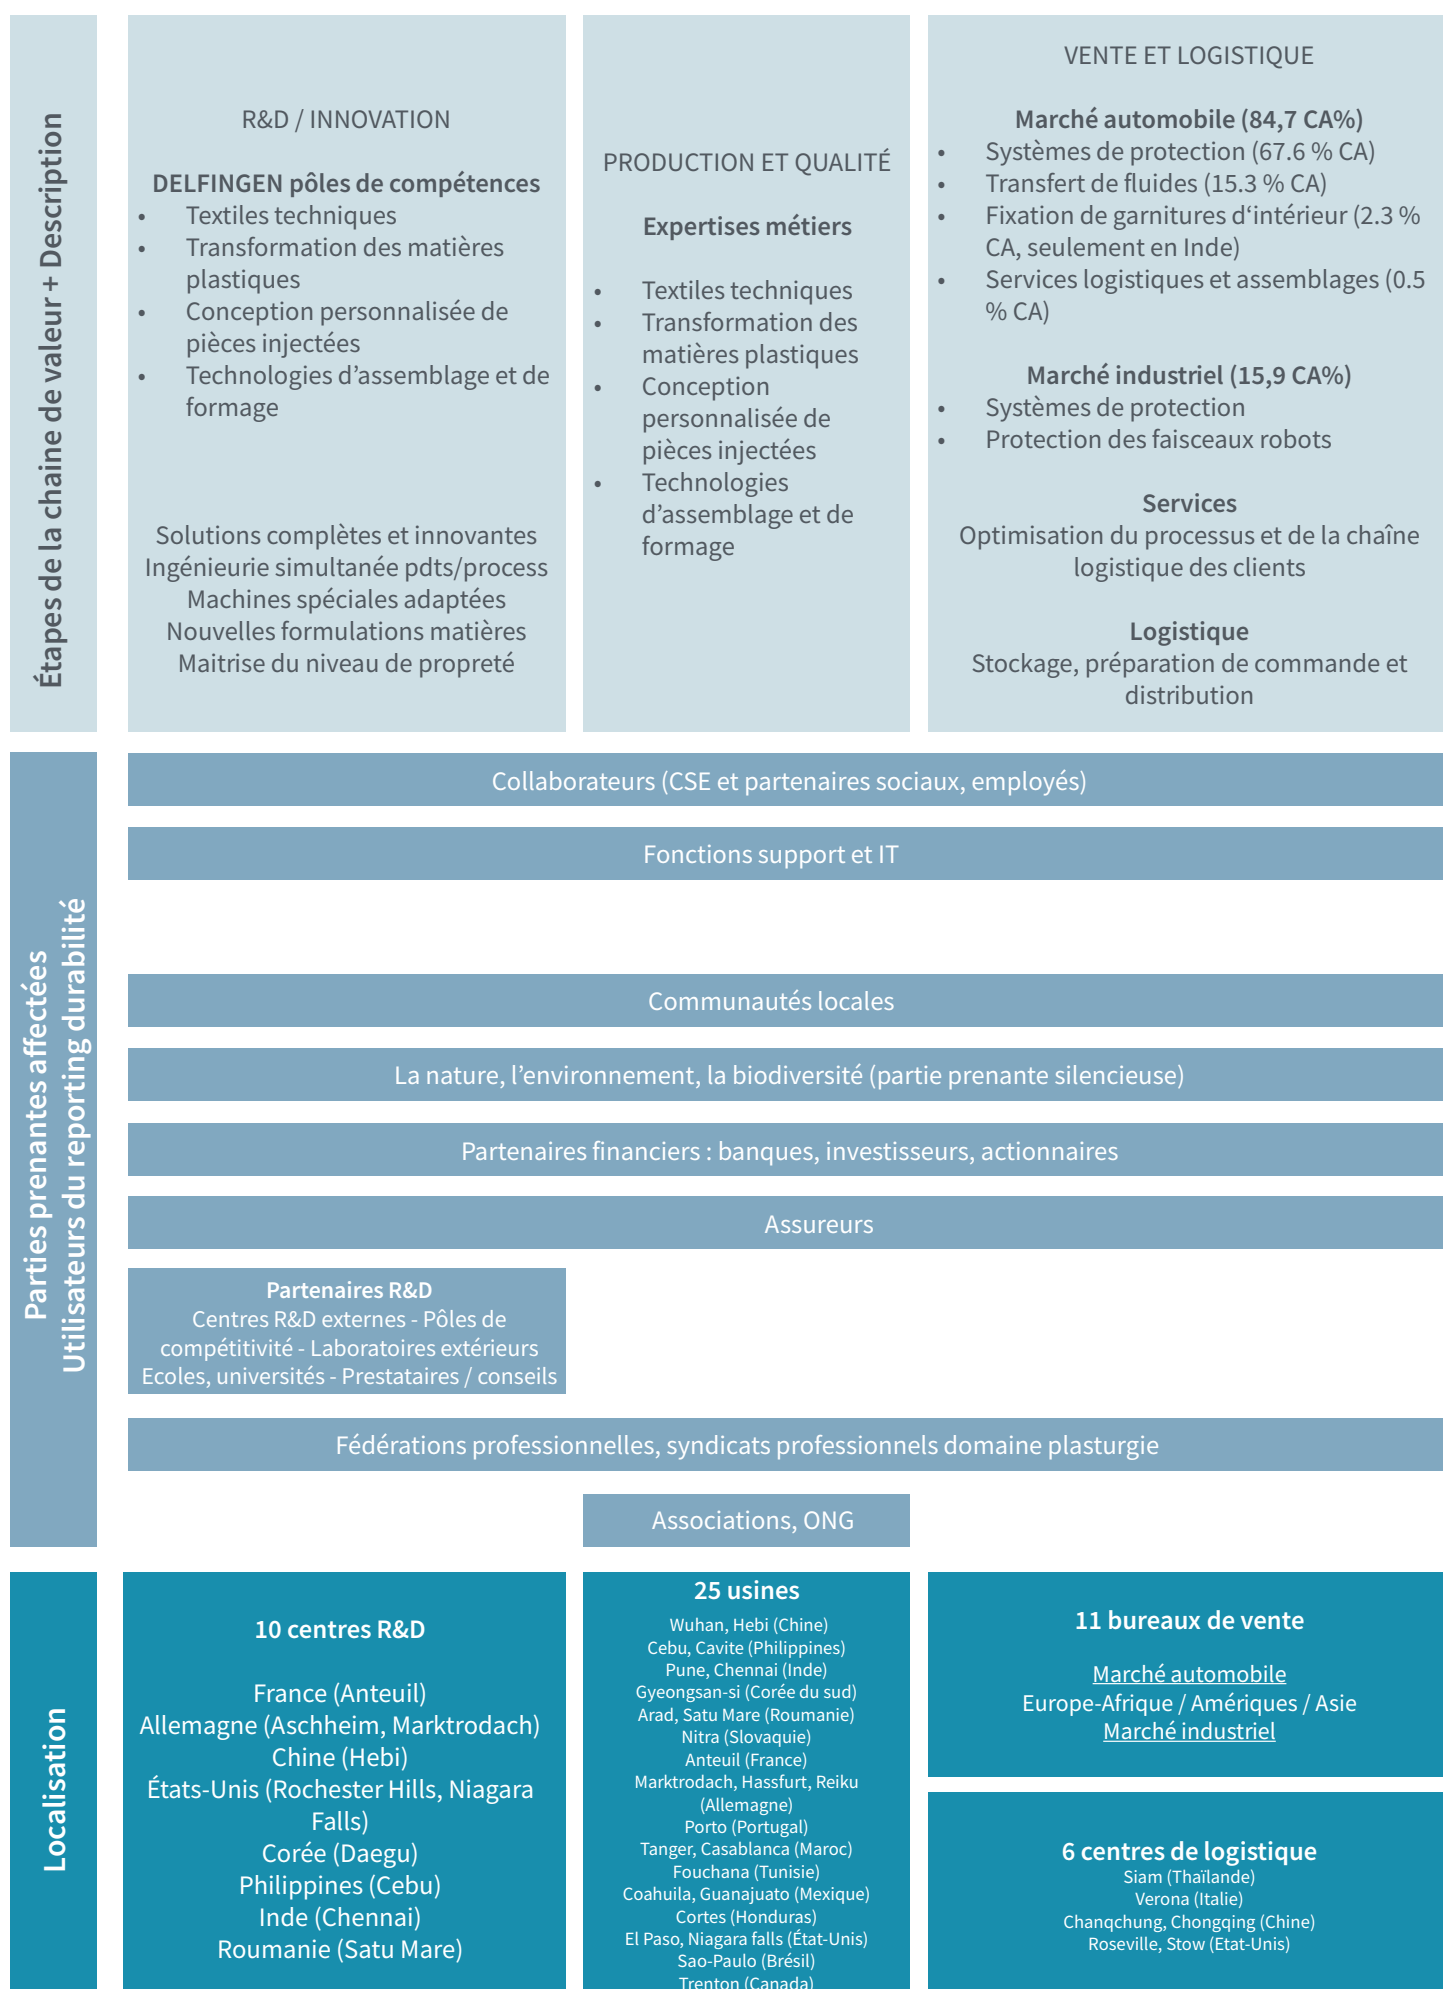 Étapes de la chaine de valeur + Description
R&D / INNOVATION
DELFINGEN pôles de compétences
• Textiles techniques
• Transformation des matières
plastiques
• Conception personnalisée de
pièces injectées
• Technologies d’assemblage et de
formage
Solutions complètes et innovantes
Ingénieurie simultanée pdts/process
Machines spéciales adaptées
Nouvelles formulations matières
Maitrise du niveau de propreté
PRODUCTION ET QUALITÉ
Expertises métiers
• Textiles techniques
• Transformation des
matières plastiques
• Conception
personnalisée de
pièces injectées
• Technologies
d’assemblage et de
formage
VENTE ET LOGISTIQUE
Marché automobile (84,7 CA%)
• Systèmes de protection (67.6 % CA)
• Transfert de fluides (15.3 % CA)
• Fixation de garnitures d‘intérieur (2.3 %
CA, seulement en Inde)
• Services logistiques et assemblages (0.5
% CA)
Marché industriel (15,9 CA%)
• Systèmes de protection
• Protection des faisceaux robots
Services
Optimisation du processus et de la chaîne
logistique des clients
Logistique
Stockage, préparation de commande et
distribution
Parties prenantes affectées
Utilisateurs du reporting durabilité
Collaborateurs (CSE et partenaires sociaux, employés)
Fonctions support et IT
Communautés locales
La nature, l’environnement, la biodiversité (partie prenante silencieuse)
Partenaires financiers : banques, investisseurs, actionnaires
Assureurs
Partenaires R&D
Centres R&D externes - Pôles de
compétitivité - Laboratoires extérieurs
Ecoles, universités - Prestataires / conseils
Fédérations professionnelles, syndicats professionnels domaine plasturgie
Associations, ONG
Localisation
10 centres R&D
France (Anteuil)
Allemagne (Aschheim, Marktrodach)
Chine (Hebi)
États-Unis (Rochester Hills, Niagara
Falls)
Corée (Daegu)
Philippines (Cebu)
Inde (Chennai)
Roumanie (Satu Mare)
25 usines
Wuhan, Hebi (Chine)
Cebu, Cavite (Philippines)
Pune, Chennai (Inde)
Gyeongsan-si (Corée du sud)
Arad, Satu Mare (Roumanie)
Nitra (Slovaquie)
Anteuil (France)
Marktrodach, Hassfurt, Reiku
(Allemagne)
Porto (Portugal)
Tanger, Casablanca (Maroc)
Fouchana (Tunisie)
Coahuila, Guanajuato (Mexique)
Cortes (Honduras)
El Paso, Niagara falls (État-Unis)
Sao-Paulo (Brésil)
Trenton (Canada)
11 bureaux de vente
Marché automobile
Europe-Afrique / Amériques / Asie
Marché industriel
6 centres de logistique
Siam (Thaïlande)
Verona (Italie)
Chanqchung, Chongqing (Chine)
Roseville, Stow (Etat-Unis)